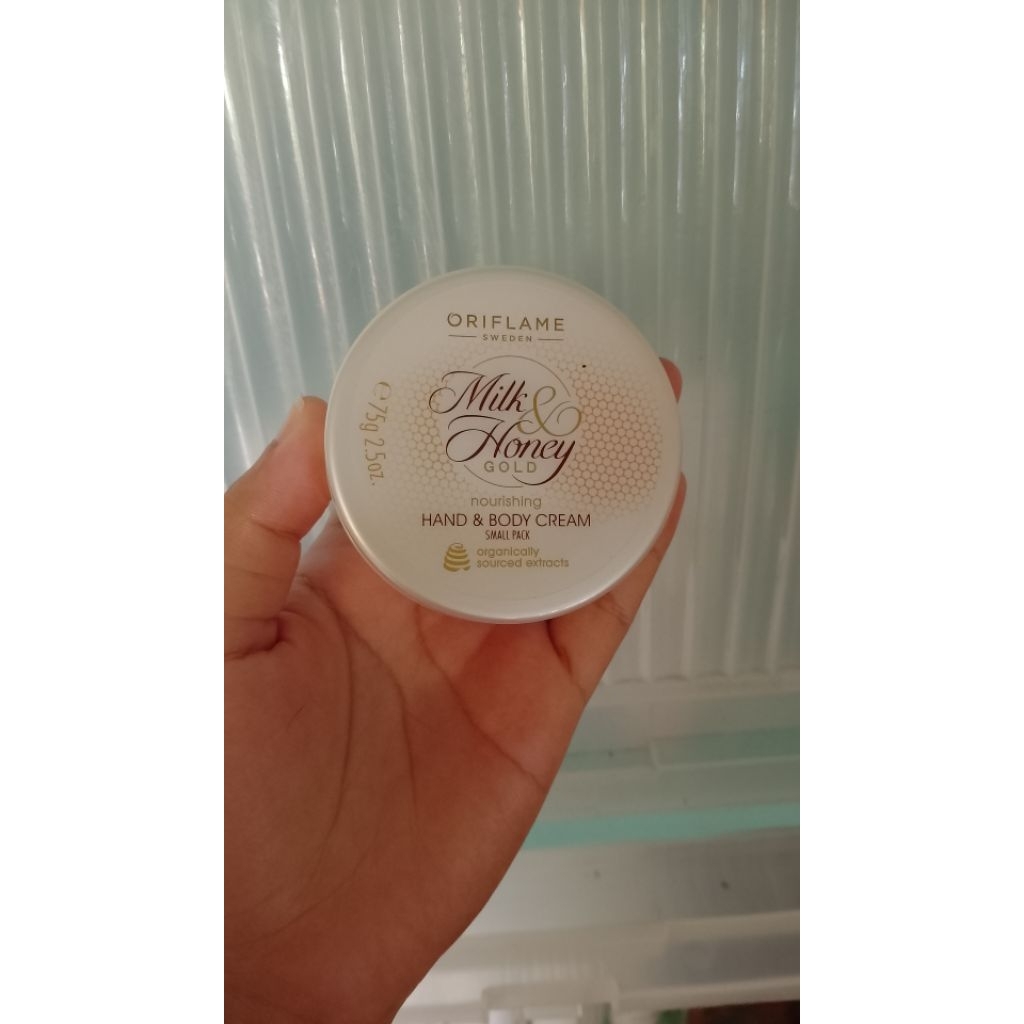 ORIFLAME
SWEDEN
Milk &
Honey
GOLD
nourishing
HAND & BODY CREAM
SMALL PACK
organically
sourced extracts
℮75g 2.5oz.